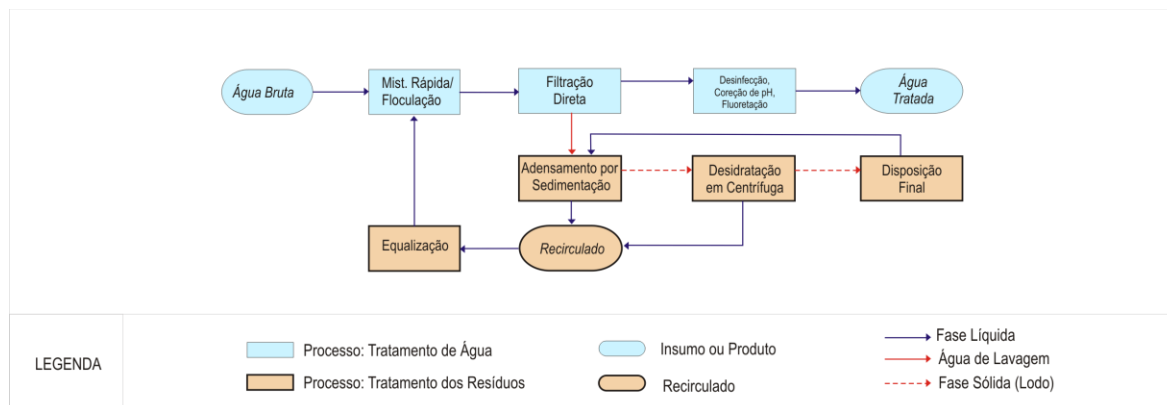 Água Bruta
Mist. Rápida/
Floculação
Filtração
Direta
Desinfecção,
Coreção de pH,
Fluoretação
Água
Tratada
Adensamento por
Sedimentação
Desidratação
em Centrífuga
Disposição
Final
Equalização
Recirculado
LEGENDA
Processo: Tratamento de Água
Processo: Tratamento dos Resíduos
Insumo ou Produto
Recirculado
Fase Líquida
Água de Lavagem
Fase Sólida (Lodo)